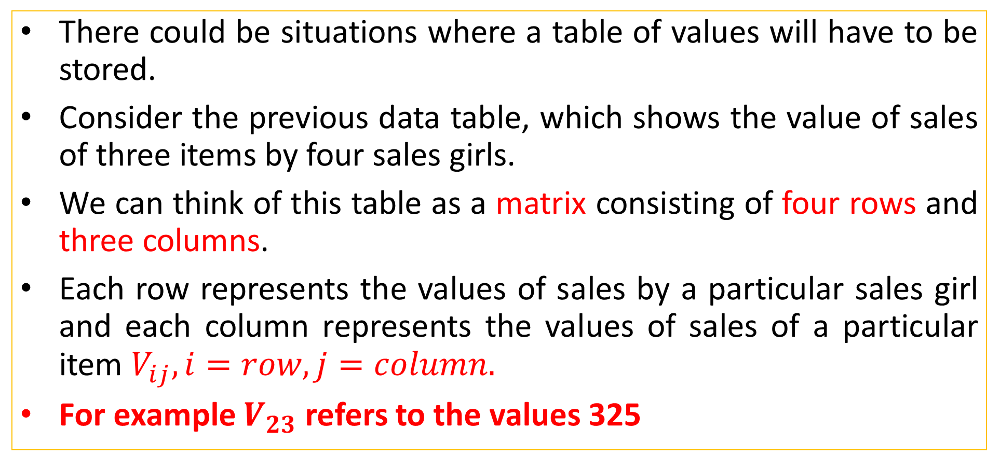 • There could be situations where a table of values will have to be
stored.
• Consider the previous data table, which shows the value of sales
of three items by four sales girls.
• We can think of this table as a matrix consisting of four rows and
three columns.
• Each row represents the values of sales by a particular sales girl
and each column represents the values of sales of a particular
item V_{ij}, i = row, j = column.
• For example V_{23} refers to the values 325